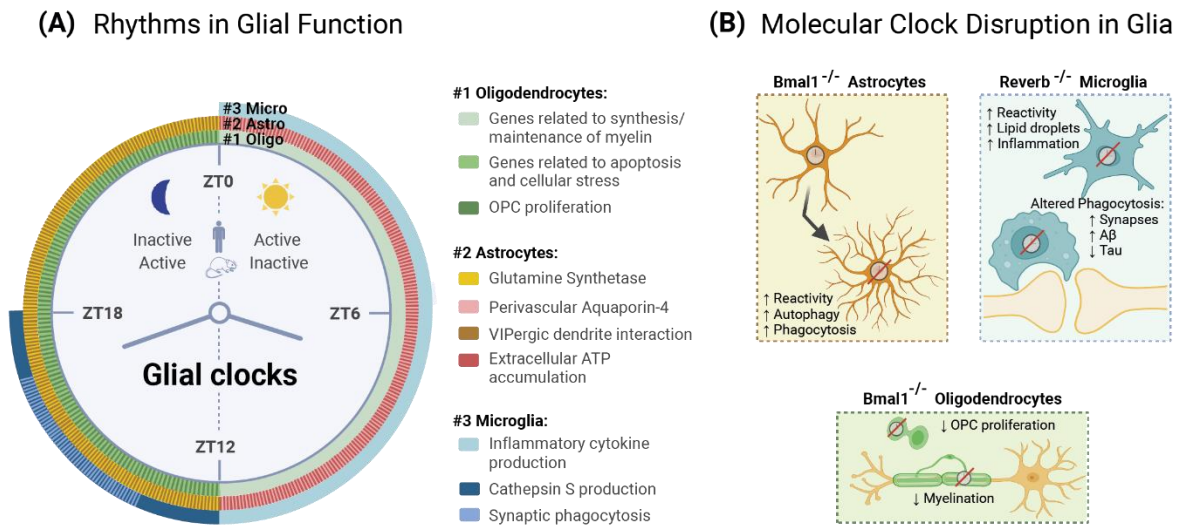 (A) Rhythms in Glial Function
#3 Micro
#2 Astro
#1 Oligo
ZT0
Inactive
Active
Active
Inactive
ZT18
ZT6
Glial clocks
ZT12
#1 Oligodendrocytes:
Genes related to synthesis/
maintenance of myelin
Genes related to apoptosis
and cellular stress
OPC proliferation
#2 Astrocytes:
Glutamine Synthetase
Perivascular Aquaporin-4
VIPergic dendrite interaction
Extracellular ATP
accumulation
#3 Microglia:
Inflammatory cytokine
production
Cathepsin S production
Synaptic phagocytosis
(B) Molecular Clock Disruption in Glia
Bmal1-/- Astrocytes
↑ Reactivity
↑ Autophagy
↑ Phagocytosis
Reverb-/- Microglia
↑ Reactivity
↑ Lipid droplets
↑ Inflammation
Altered Phagocytosis:
↑ Synapses
↑ Aβ
↓ Tau
Bmal1-/- Oligodendrocytes
↓ OPC proliferation
↓ Myelination